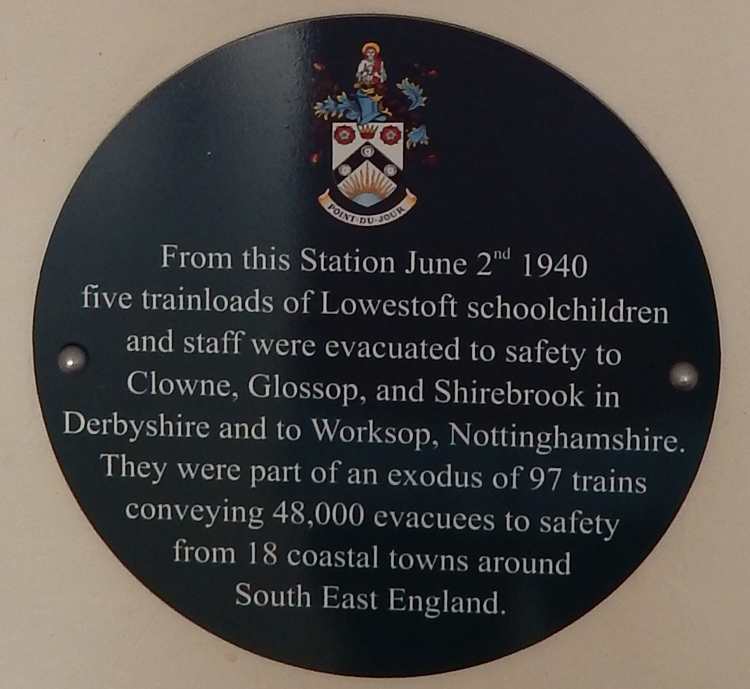 POINT-DU-JOUR
From this Station June 2nd 1940
five trainloads of Lowestoft schoolchildren
and staff were evacuated to safety to
Clowne, Glossop, and Shirebrook in
Derbyshire and to Worksop, Nottinghamshire.
They were part of an exodus of 97 trains
conveying 48,000 evacuees to safety
from 18 coastal towns around
South East England.